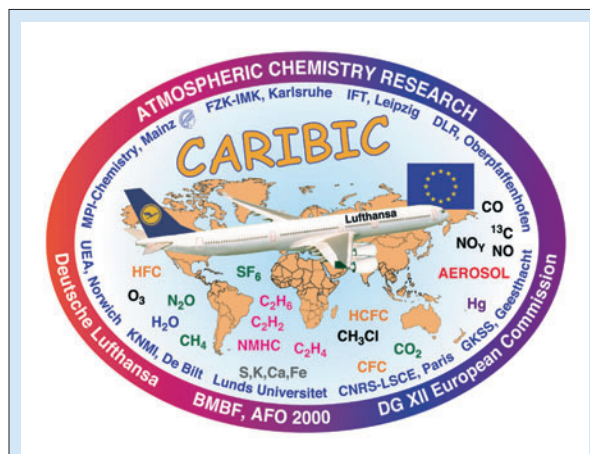 ATMOSPHERIC CHEMISTRY RESEARCH
MPI-Chemistry, Mainz
FZK-IMK, Karlsruhe
IFT, Leipzig
DLR, Oberpfaffenhofen
CARIBIC
Lufthansa
CO
¹³C
NOY
NO
HFC
SF₆
AEROSOL
O₃
N₂O
C₂H₆
HCFC
Hg
H₂O
C₂H₂
CH₃Cl
CH₄
NMHC
C₂H₄
CO₂
S,K,Ca,Fe
CFC
UEA, Norwich
KNMI, De Bilt
Lunds Universitet
CNRS-LSCE, Paris
GKSS, Geesthacht
Deutsche Lufthansa
BMBF, AFO 2000
DG XII European Commission